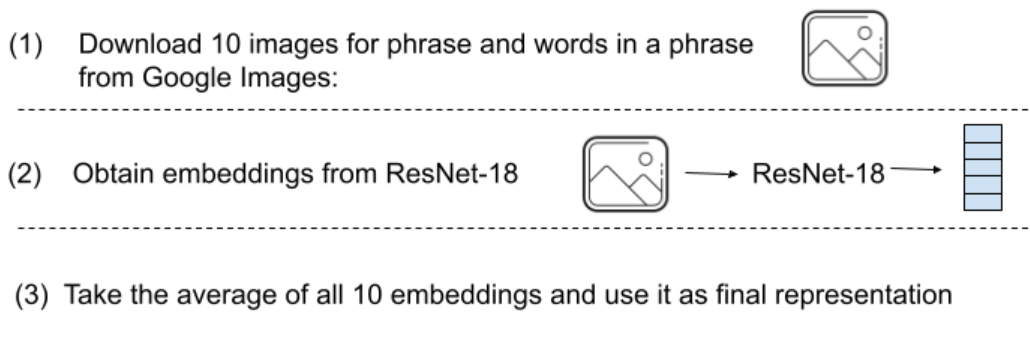 (1) Download 10 images for phrase and words in a phrase
from Google Images:
(2) Obtain embeddings from ResNet-18 ResNet-18
(3) Take the average of all 10 embeddings and use it as final representation